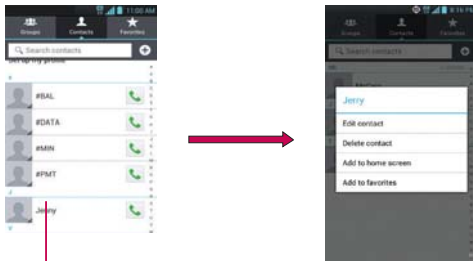 11:00 AM
Groups Contacts Favorites
Search contacts
Set up my profile
#BAL
#DATA
#MIN
#PMT
J
Jenny
Groups Contacts Favorites
Search contacts
Jerry
Edit contact
Delete contact
Add to home screen
Add to favorites